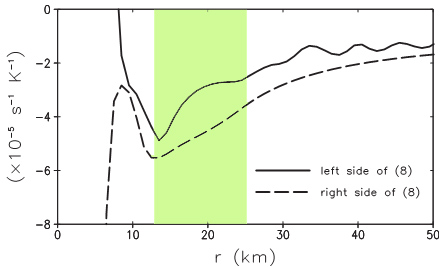 0
−2
−4
−6
−8
(×10⁻⁵ s⁻¹ K⁻¹)
left side of (8)
right side of (8)
0 10 20 30 40 50
r (km)